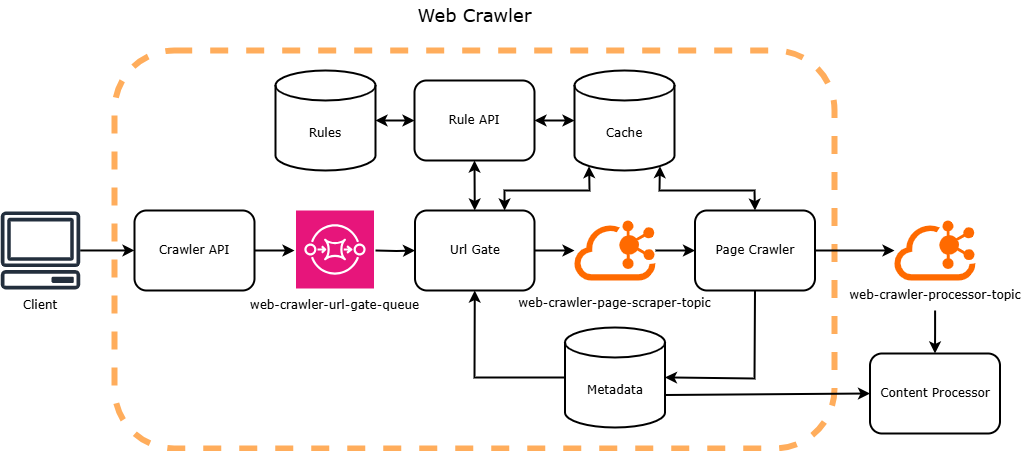 Web Crawler
Rules
Rule API
Cache
Client
Crawler API
web-crawler-url-gate-queue
Url Gate
web-crawler-page-scraper-topic
Page Crawler
web-crawler-processor-topic
Metadata
Content Processor